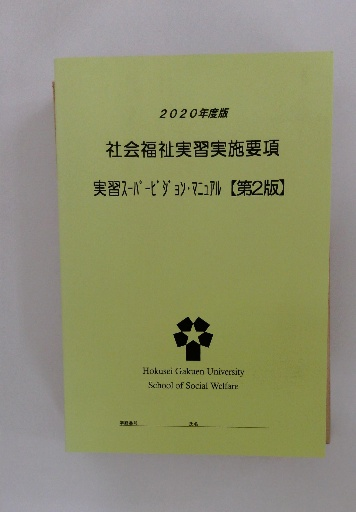 2020年度版
社会福祉実習実施要項
実習ｽｰﾊﾟｰﾋﾞｼﾞｮﾝ・ﾏﾆｭｱﾙ【第2版】
Hokusei Gakuen University
School of Social Welfare
学籍番号 氏名